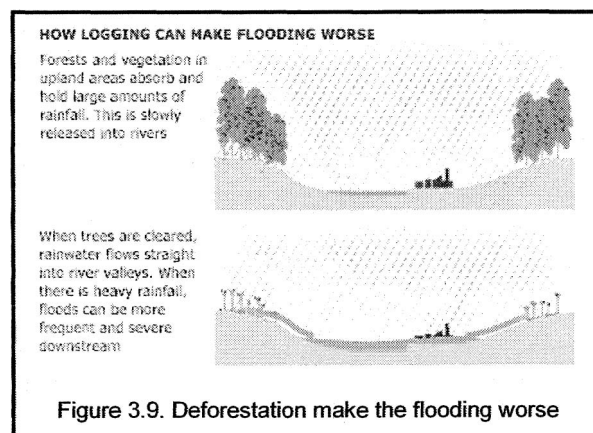 HOW LOGGING CAN MAKE FLOODING WORSE
Forests and vegetation in
upland areas absorb and
hold large amounts of
rainfall. This is slowly
released into rivers
When trees are cleared,
rainwater flows straight
into river valleys. When
there is heavy rainfall,
floods can be more
frequent and severe
downstream
Figure 3.9. Deforestation make the flooding worse